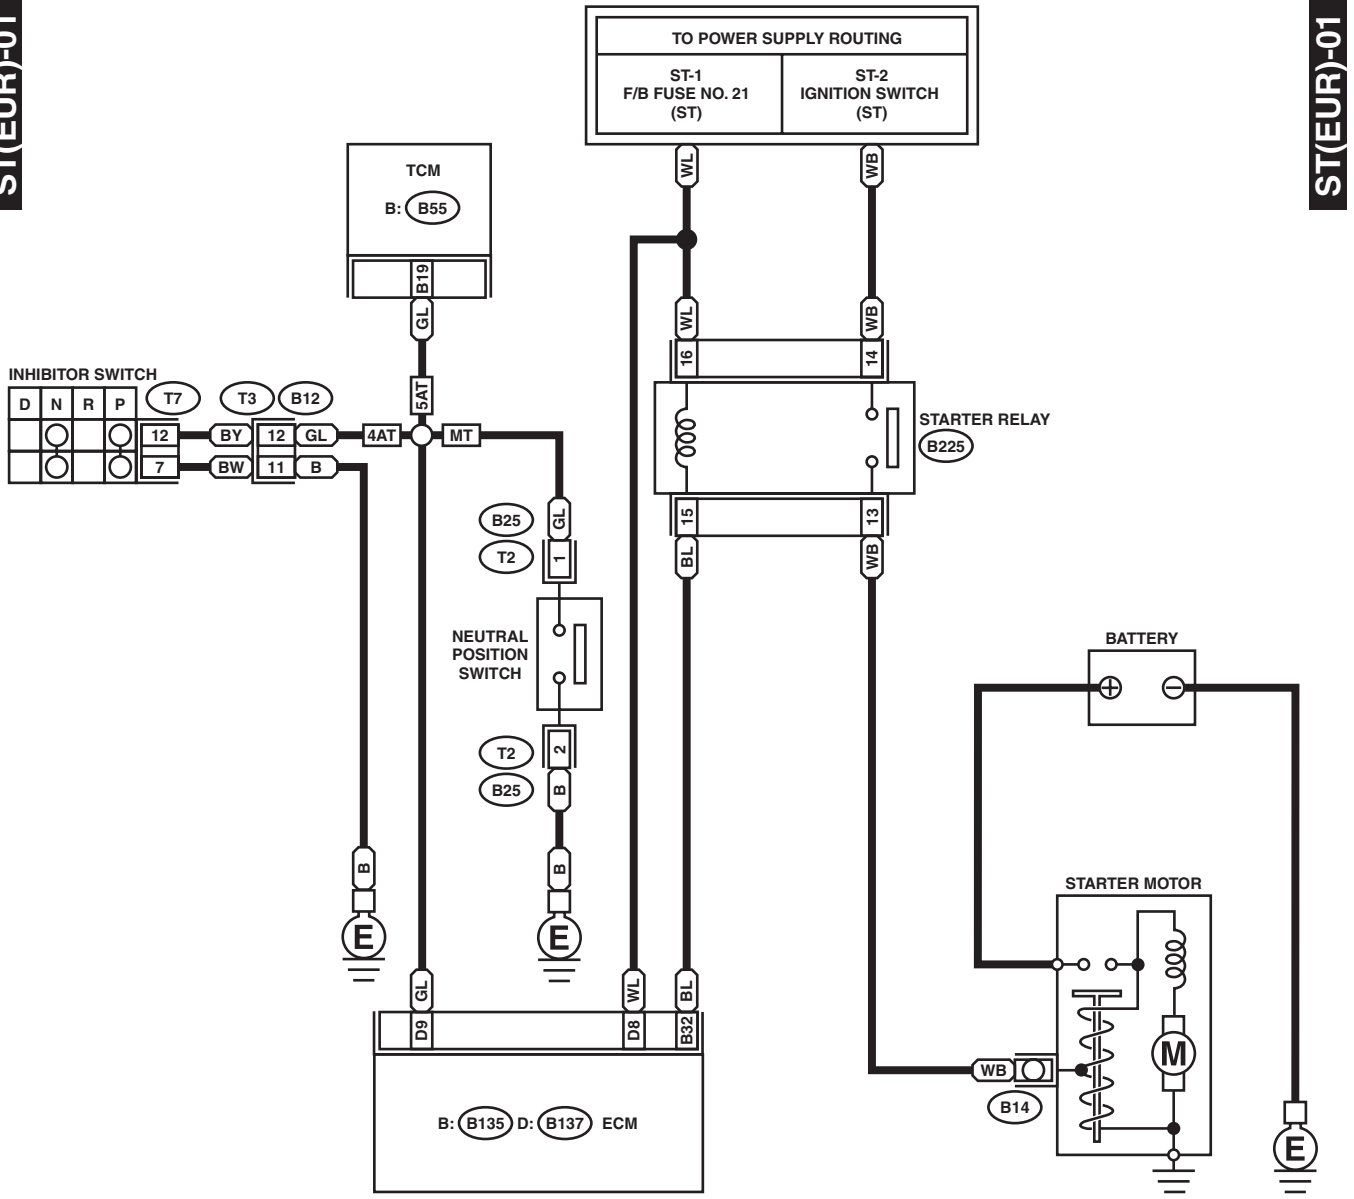 ST(EUR)-01
ST(EUR)-01
TO POWER SUPPLY ROUTING
ST-1
F/B FUSE NO. 21
(ST)
ST-2
IGNITION SWITCH
(ST)
WL
WB
TCM
B: B55
B19
GL
WL
WB
16
14
INHIBITOR SWITCH
D N R P
T7
T3
B12
5AT
12
BY
12
GL
4AT
MT
7
BW
11
B
STARTER RELAY
B225
B25
GL
T2
1
15
13
BL
WB
NEUTRAL
POSITION
SWITCH
BATTERY
T2
2
B25
B
B
B
E
E
STARTER MOTOR
GL
WL
BL
D9
D8
B32
M
WB
B14
B: B135 D: B137 ECM
E